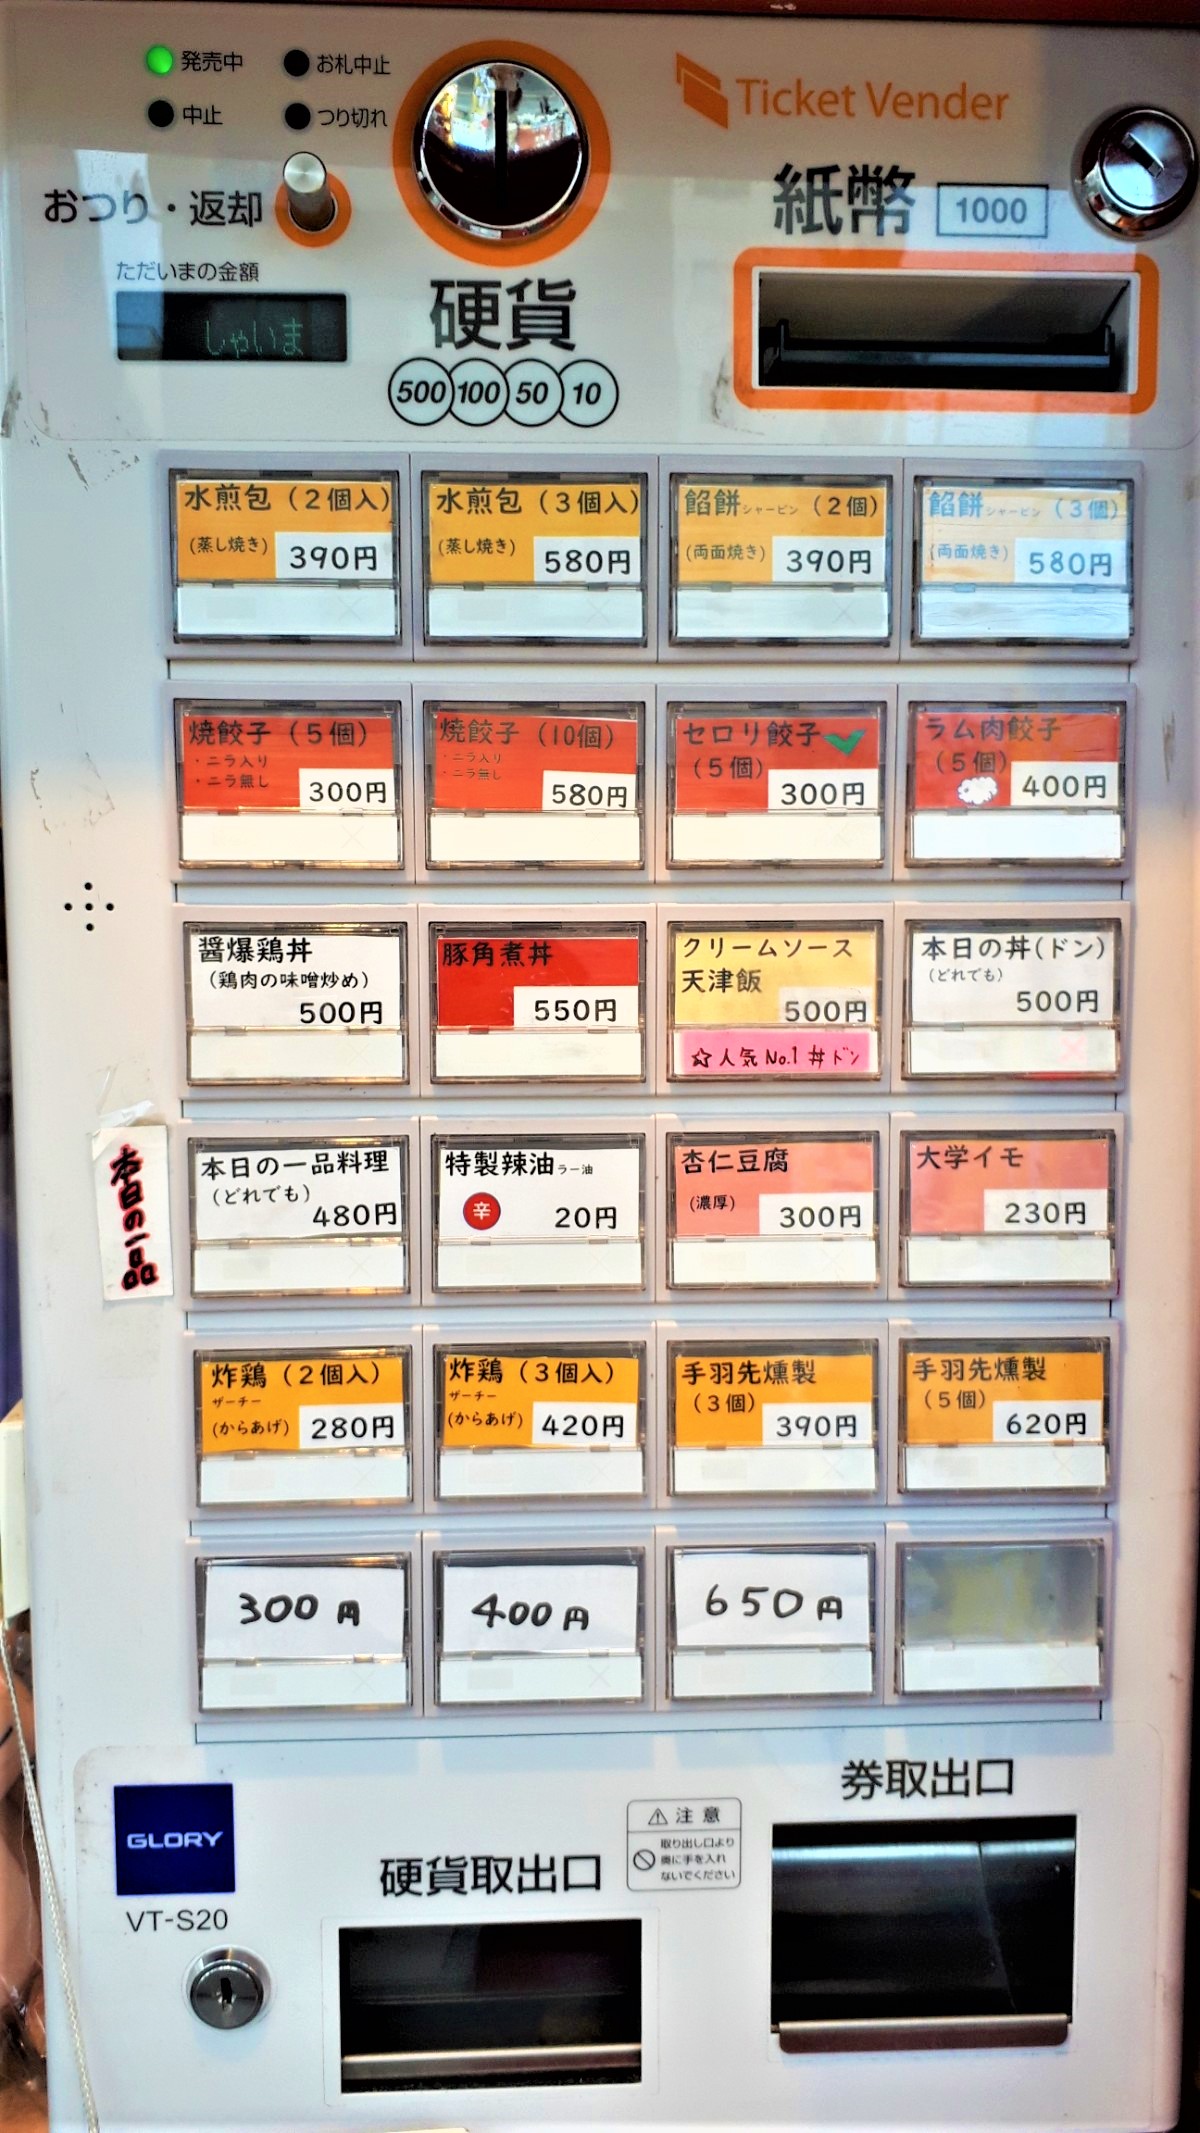 発売中
お札中止
中止
つり切れ
Ticket Vender
おつり・返却
紙幣 1000
ただいまの金額
しゃいま
硬貨
500 100 50 10
水煎包（2個入）
(蒸し焼き) 390円
水煎包（3個入）
(蒸し焼き) 580円
餡餅シャーピン（2個）
(両面焼き) 390円
餡餅シャーピン（3個）
(両面焼き) 580円
焼餃子（5個）
・ニラ入り
・ニラ無し
300円
焼餃子（10個）
・ニラ入り
・ニラ無し
580円
セロリ餃子
（5個）
300円
ラム肉餃子
（5個）
400円
醤爆鶏丼
(鶏肉の味噌炒め)
500円
豚角煮丼
550円
クリームソース
天津飯
500円
☆人気No.1丼ドン
本日の丼(ドン)
(どれでも)
500円
本日の一品
本日の一品料理
(どれでも)
480円
特製辣油ラー油
辛 20円
杏仁豆腐
(濃厚) 300円
大学イモ
230円
炸鶏（2個入）
ザーチー
(からあげ) 280円
炸鶏（3個入）
ザーチー
(からあげ) 420円
手羽先燻製
（3個）
390円
手羽先燻製
（5個）
620円
300円
400円
650円
GLORY
VT-S20
硬貨取出口
注意
取り出し口より
奥に手を入れ
ないでください
券取出口